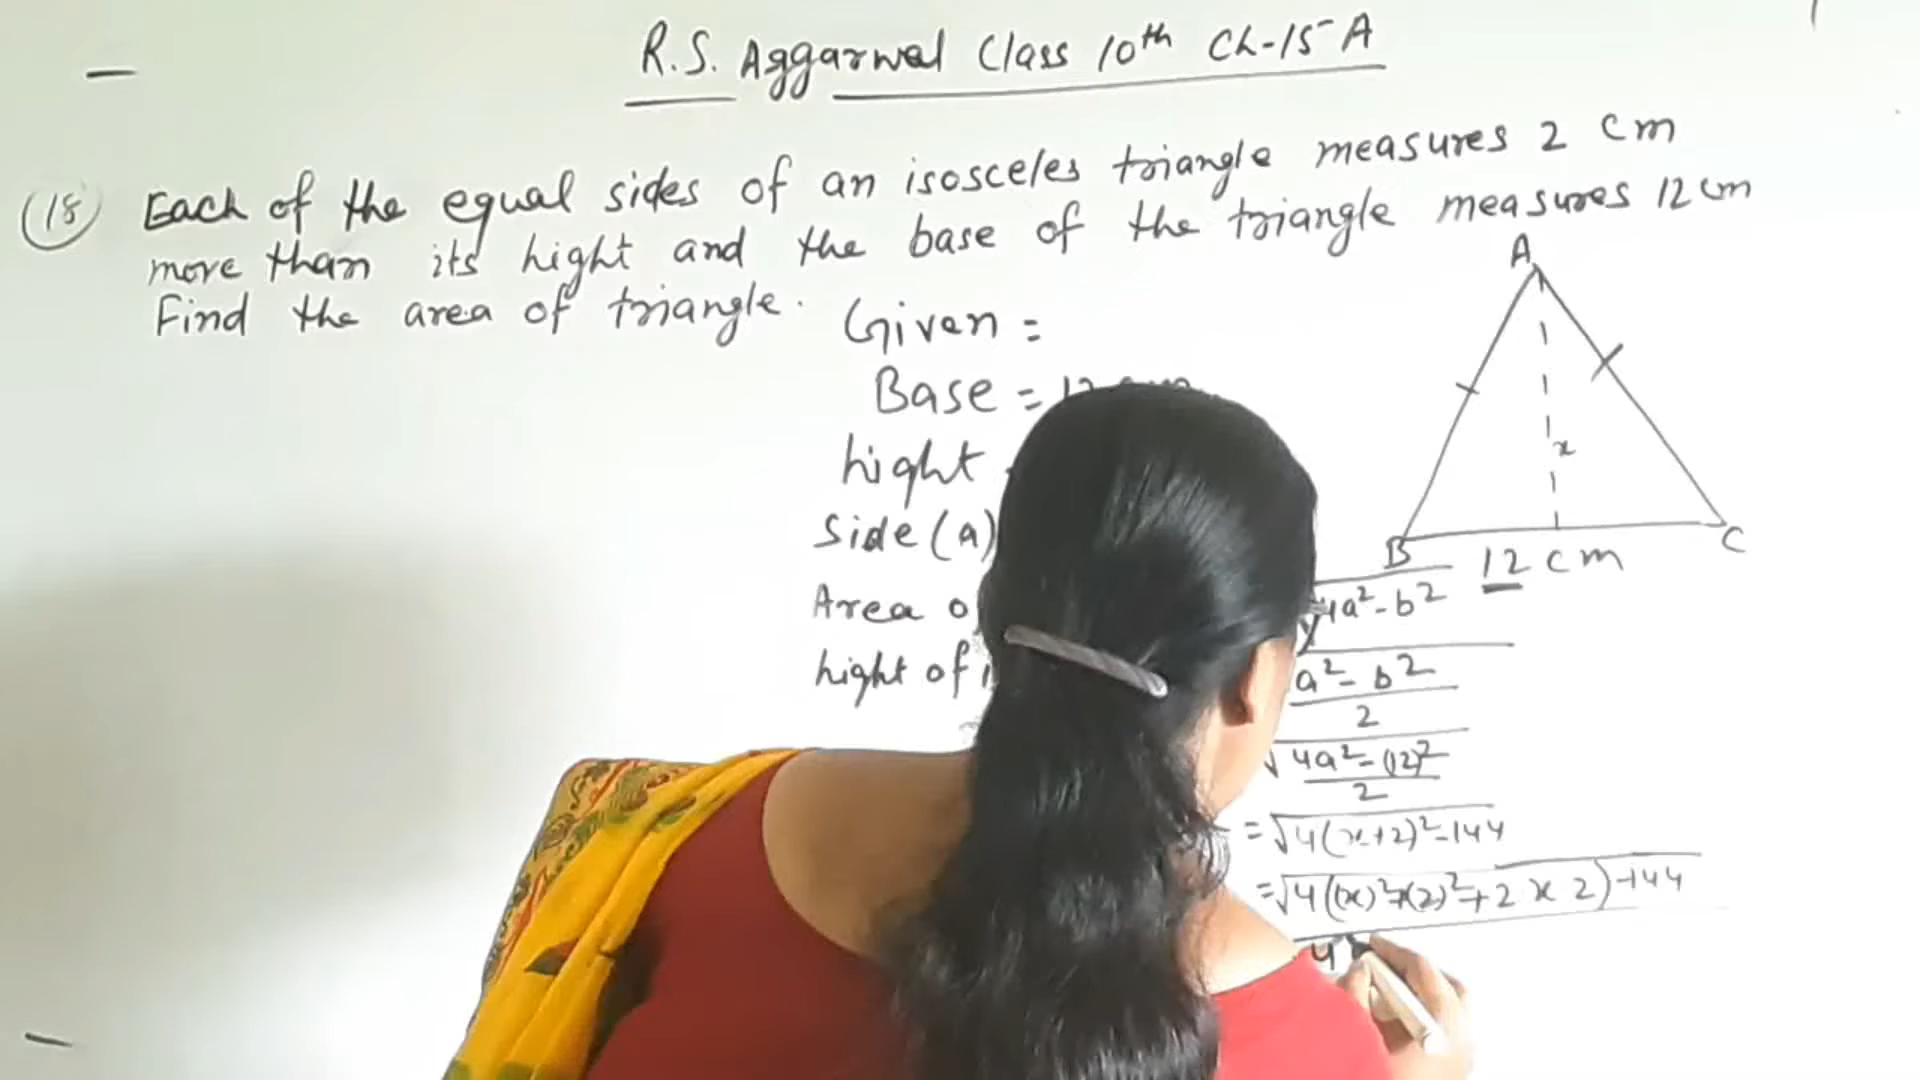 R.S. Aggarwal Class 10th Ch-15 A
(18) Each of the equal sides of an isosceles triangle measures 2 cm
more than its hight and the base of the triangle measures 12 cm
Find the area of triangle.
Given =
Base = 12
hight
Side (a)
Area o
hight of
A
x
B
C
12 cm
4a²-b²
a²-b²
2
√4a²-(12)²
2
=√4(x+2)²-144
=√4((x)²+(2)²+2x2)-144
4